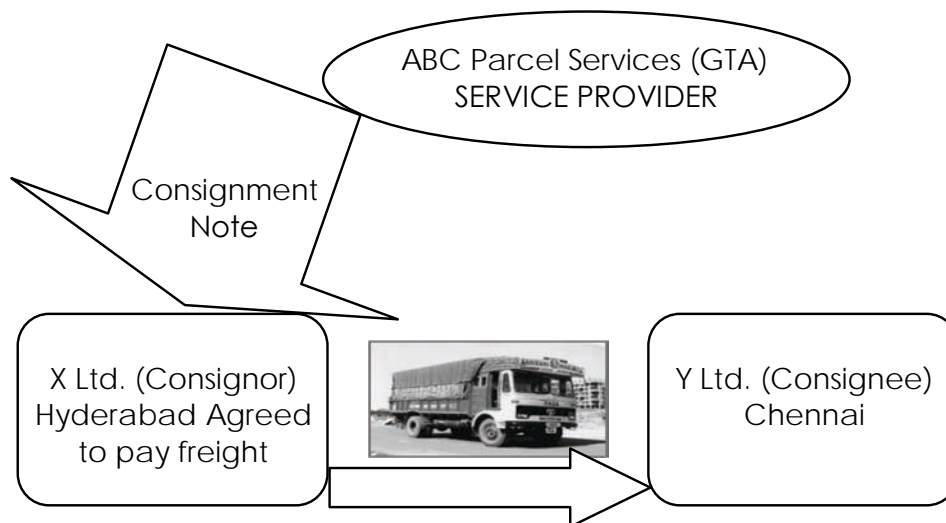 ABC Parcel Services (GTA)
SERVICE PROVIDER
Consignment
Note
X Ltd. (Consignor)
Hyderabad Agreed
to pay freight
Y Ltd. (Consignee)
Chennai